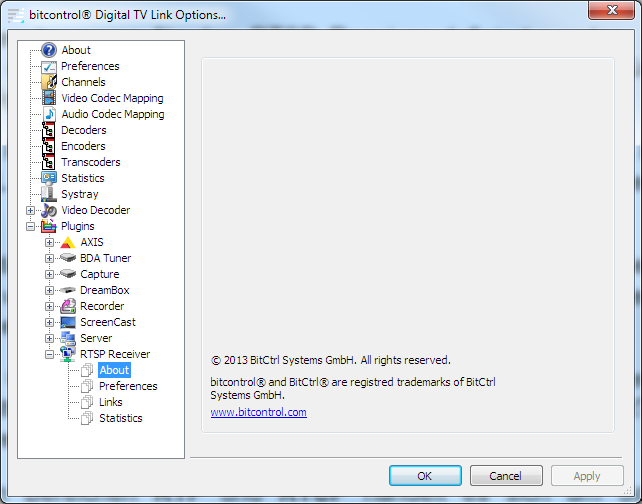 bitcontrol® Digital TV Link Options...
About
Preferences
Channels
Video Codec Mapping
Audio Codec Mapping
Decoders
Encoders
Transcoders
Statistics
Systray
Video Decoder
Plugins
AXIS
BDA Tuner
Capture
DreamBox
Recorder
ScreenCast
Server
RTSP Receiver
About
Preferences
Links
Statistics
© 2013 BitCtrl Systems GmbH. All rights reserved.
bitcontrol® and BitCtrl® are registred trademarks of BitCtrl
Systems GmbH.
www.bitcontrol.com
OK
Cancel
Apply